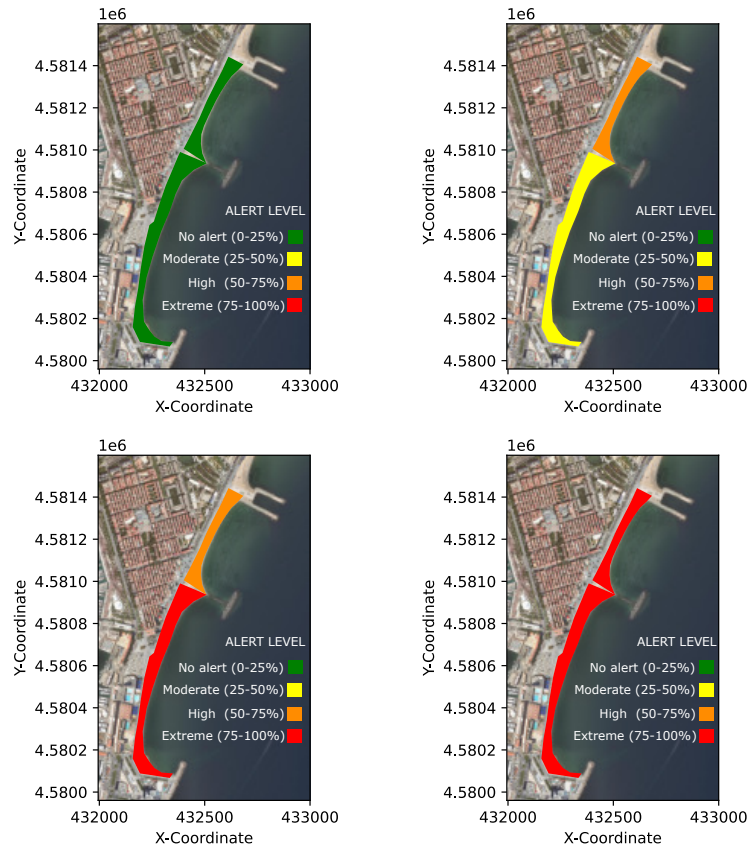 1e6
4.5814
4.5812
4.5810
4.5808
4.5806
4.5804
4.5802
4.5800
Y-Coordinate
ALERT LEVEL
No alert (0-25%)
Moderate (25-50%)
High (50-75%)
Extreme (75-100%)
432000 432500 433000
X-Coordinate
1e6
4.5814
4.5812
4.5810
4.5808
4.5806
4.5804
4.5802
4.5800
Y-Coordinate
ALERT LEVEL
No alert (0-25%)
Moderate (25-50%)
High (50-75%)
Extreme (75-100%)
432000 432500 433000
X-Coordinate
1e6
4.5814
4.5812
4.5810
4.5808
4.5806
4.5804
4.5802
4.5800
Y-Coordinate
ALERT LEVEL
No alert (0-25%)
Moderate (25-50%)
High (50-75%)
Extreme (75-100%)
432000 432500 433000
X-Coordinate
1e6
4.5814
4.5812
4.5810
4.5808
4.5806
4.5804
4.5802
4.5800
Y-Coordinate
ALERT LEVEL
No alert (0-25%)
Moderate (25-50%)
High (50-75%)
Extreme (75-100%)
432000 432500 433000
X-Coordinate